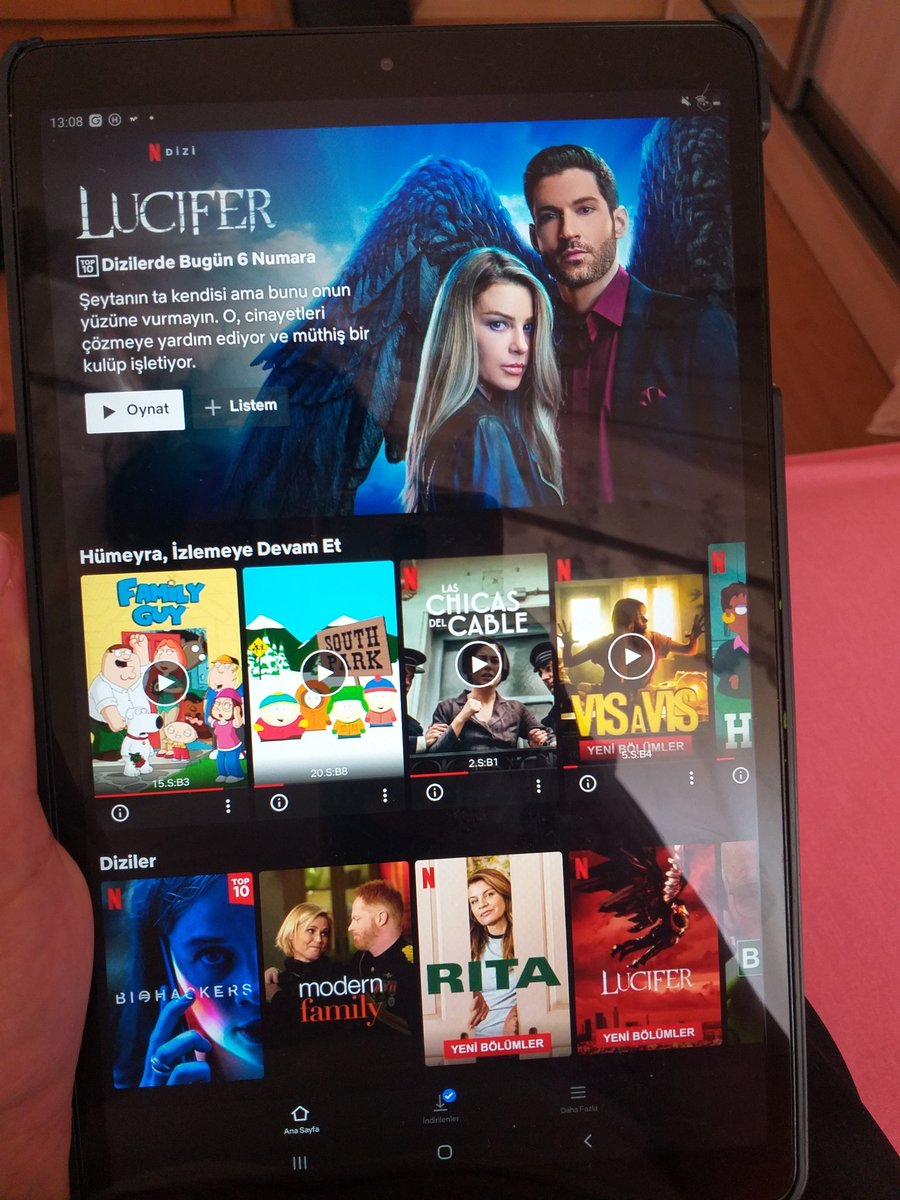 13:08
N DİZİ
LUCIFER
TOP 10 Dizilerde Bugün 6 Numara
Şeytanın ta kendisi ama bunu onun
yüzüne vurmayın. O, cinayetleri
çözmeye yardım ediyor ve müthiş bir
kulüp işletiyor.
Oynat
+ Listem
Hümeyra, İzlemeye Devam Et
FAMILY GUY
15.S:B3
SOUTH PARK
20.S:B8
N
LAS CHICAS DEL CABLE
2.S:B1
N
VIS A VIS
YENİ BÖLÜMLER
5.S:B4
N
H
Diziler
N
TOP 10
BIOHACKERS
modern family
N
RITA
YENİ BÖLÜMLER
N
LUCIFER
YENİ BÖLÜMLER
B
Ana Sayfa
İndirilenler
Daha Fazla